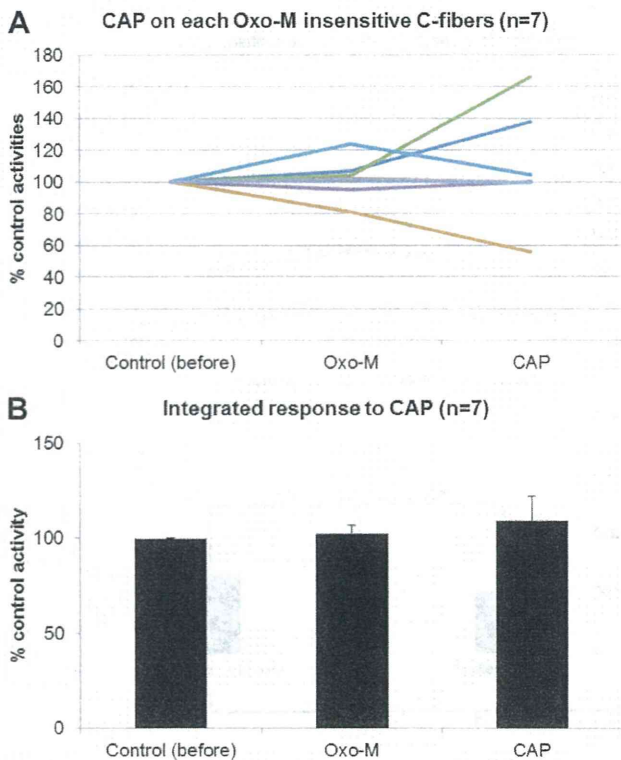 A CAP on each Oxo-M insensitive C-fibers (n=7)
180
160
140
120
100
80
60
40
20
0
% control activities
Control (before) Oxo-M CAP
B Integrated response to CAP (n=7)
150
100
50
0
% control activity
Control (before) Oxo-M CAP